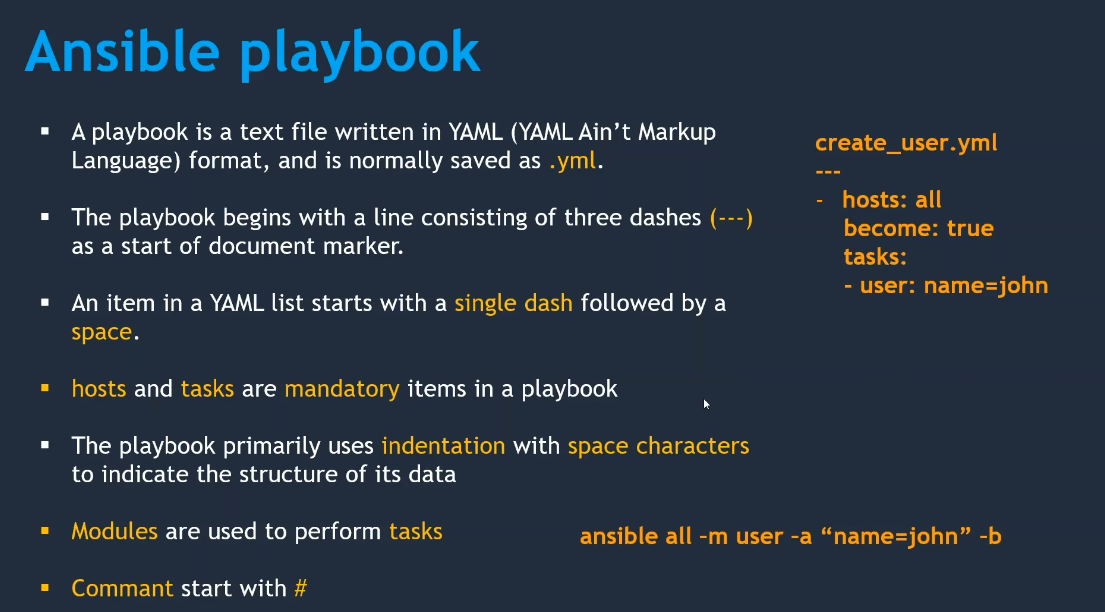 Ansible playbook
▪ A playbook is a text file written in YAML (YAML Ain’t Markup
Language) format, and is normally saved as .yml.
▪ The playbook begins with a line consisting of three dashes (---)
as a start of document marker.
▪ An item in a YAML list starts with a single dash followed by a
space.
▪ hosts and tasks are mandatory items in a playbook
▪ The playbook primarily uses indentation with space characters
to indicate the structure of its data
▪ Modules are used to perform tasks
▪ Commant start with #
create_user.yml
---
- hosts: all
become: true
tasks:
- user: name=john
ansible all –m user –a “name=john” –b